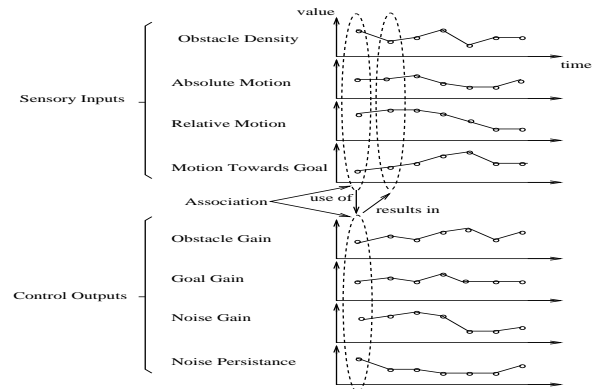 value
Obstacle Density
time
Absolute Motion
Sensory Inputs
Relative Motion
Motion Towards Goal
Association
use of
results in
Obstacle Gain
Goal Gain
Control Outputs
Noise Gain
Noise Persistance